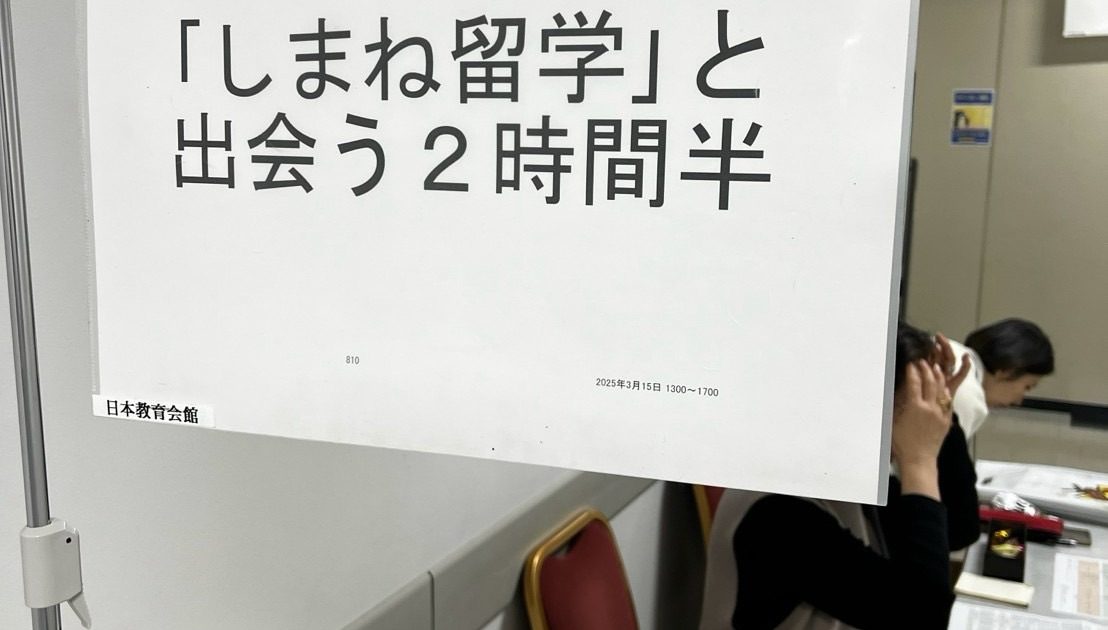 「しまね留学」と
出会う２時間半
810
2025年3月15日 1300～1700
日本教育会館